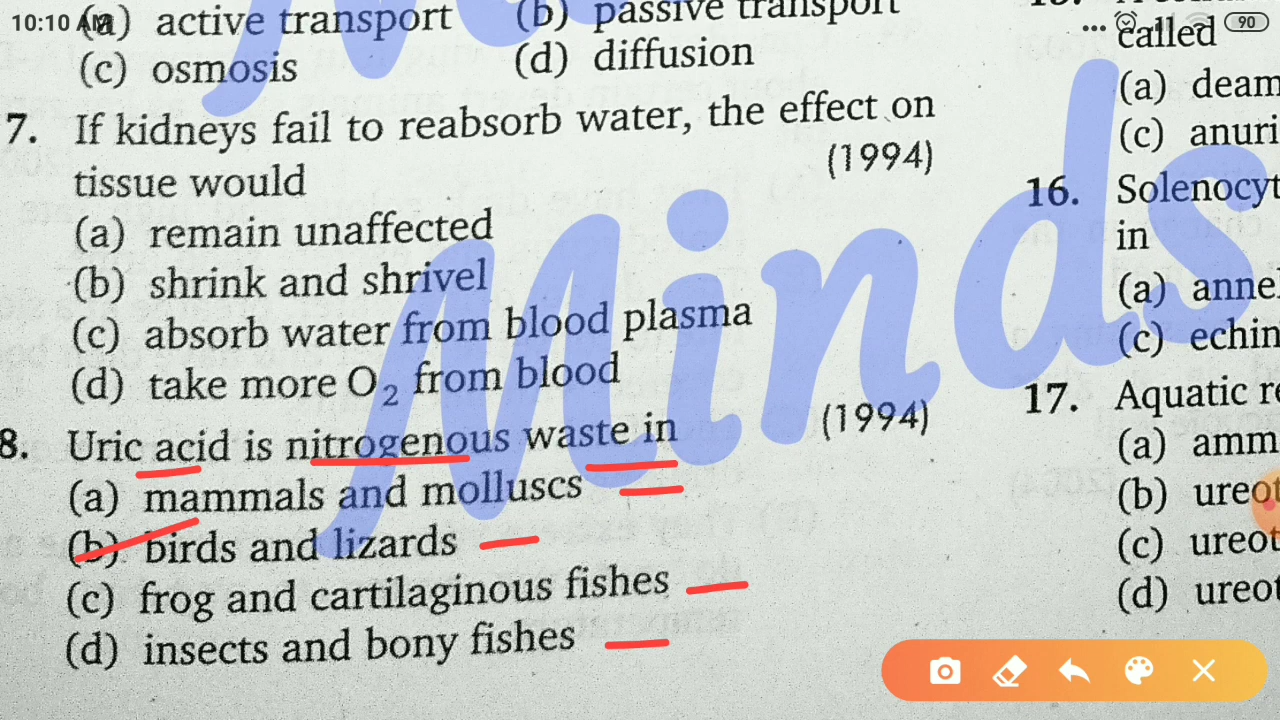 10:10 AM
90
(a) active transport (b) passive transport
(c) osmosis (d) diffusion
7. If kidneys fail to reabsorb water, the effect on
tissue would (1994)
(a) remain unaffected
(b) shrink and shrivel
(c) absorb water from blood plasma
(d) take more O₂ from blood
8. Uric acid is nitrogenous waste in (1994)
(a) mammals and molluscs
(b) birds and lizards
(c) frog and cartilaginous fishes
(d) insects and bony fishes
called
(a) deam
(c) anuri
16. Solenocyt
in
(a) anne
(c) echin
17. Aquatic re
(a) amm
(b) ureot
(c) ureot
(d) ureot
Minds